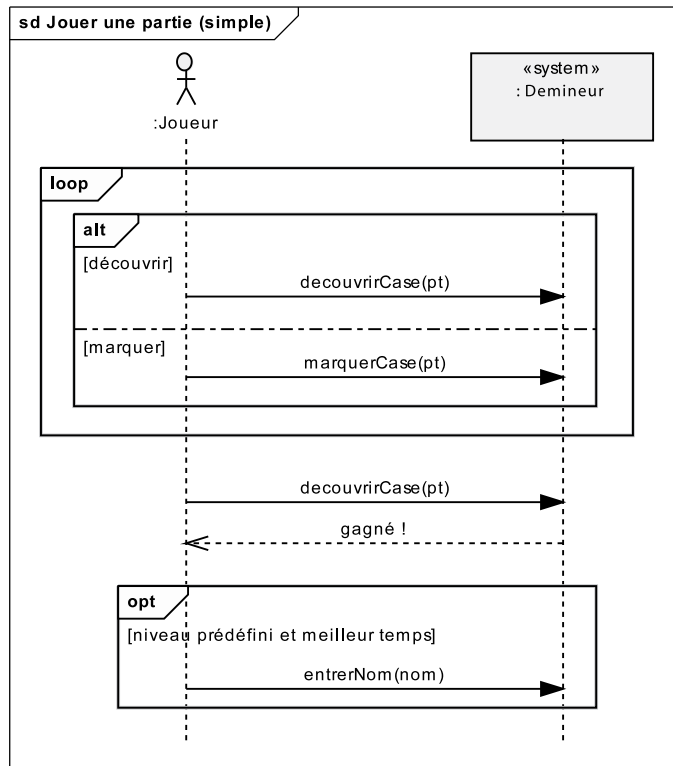 sd Jouer une partie (simple)
«system»
: Demineur
:Joueur
loop
alt
[découvrir]
decouvrirCase(pt)
[marquer]
marquerCase(pt)
decouvrirCase(pt)
gagné !
opt
[niveau prédéfini et meilleur temps]
entrerNom(nom)